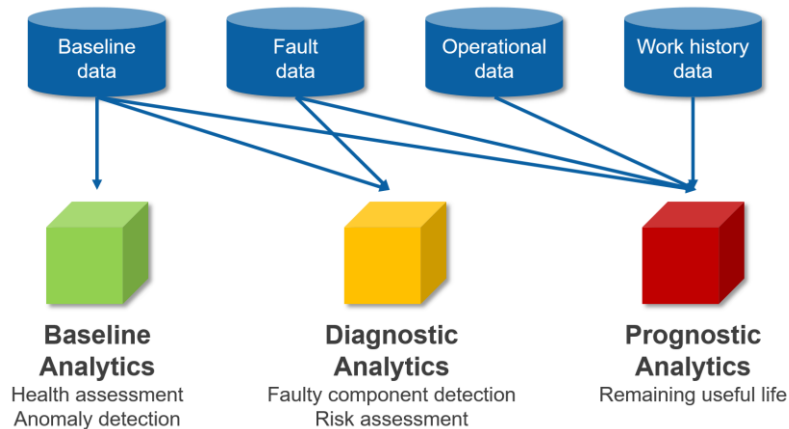 Baseline
data
Fault
data
Operational
data
Work history
data
Baseline
Analytics
Health assessment
Anomaly detection
Diagnostic
Analytics
Faulty component detection
Risk assessment
Prognostic
Analytics
Remaining useful life